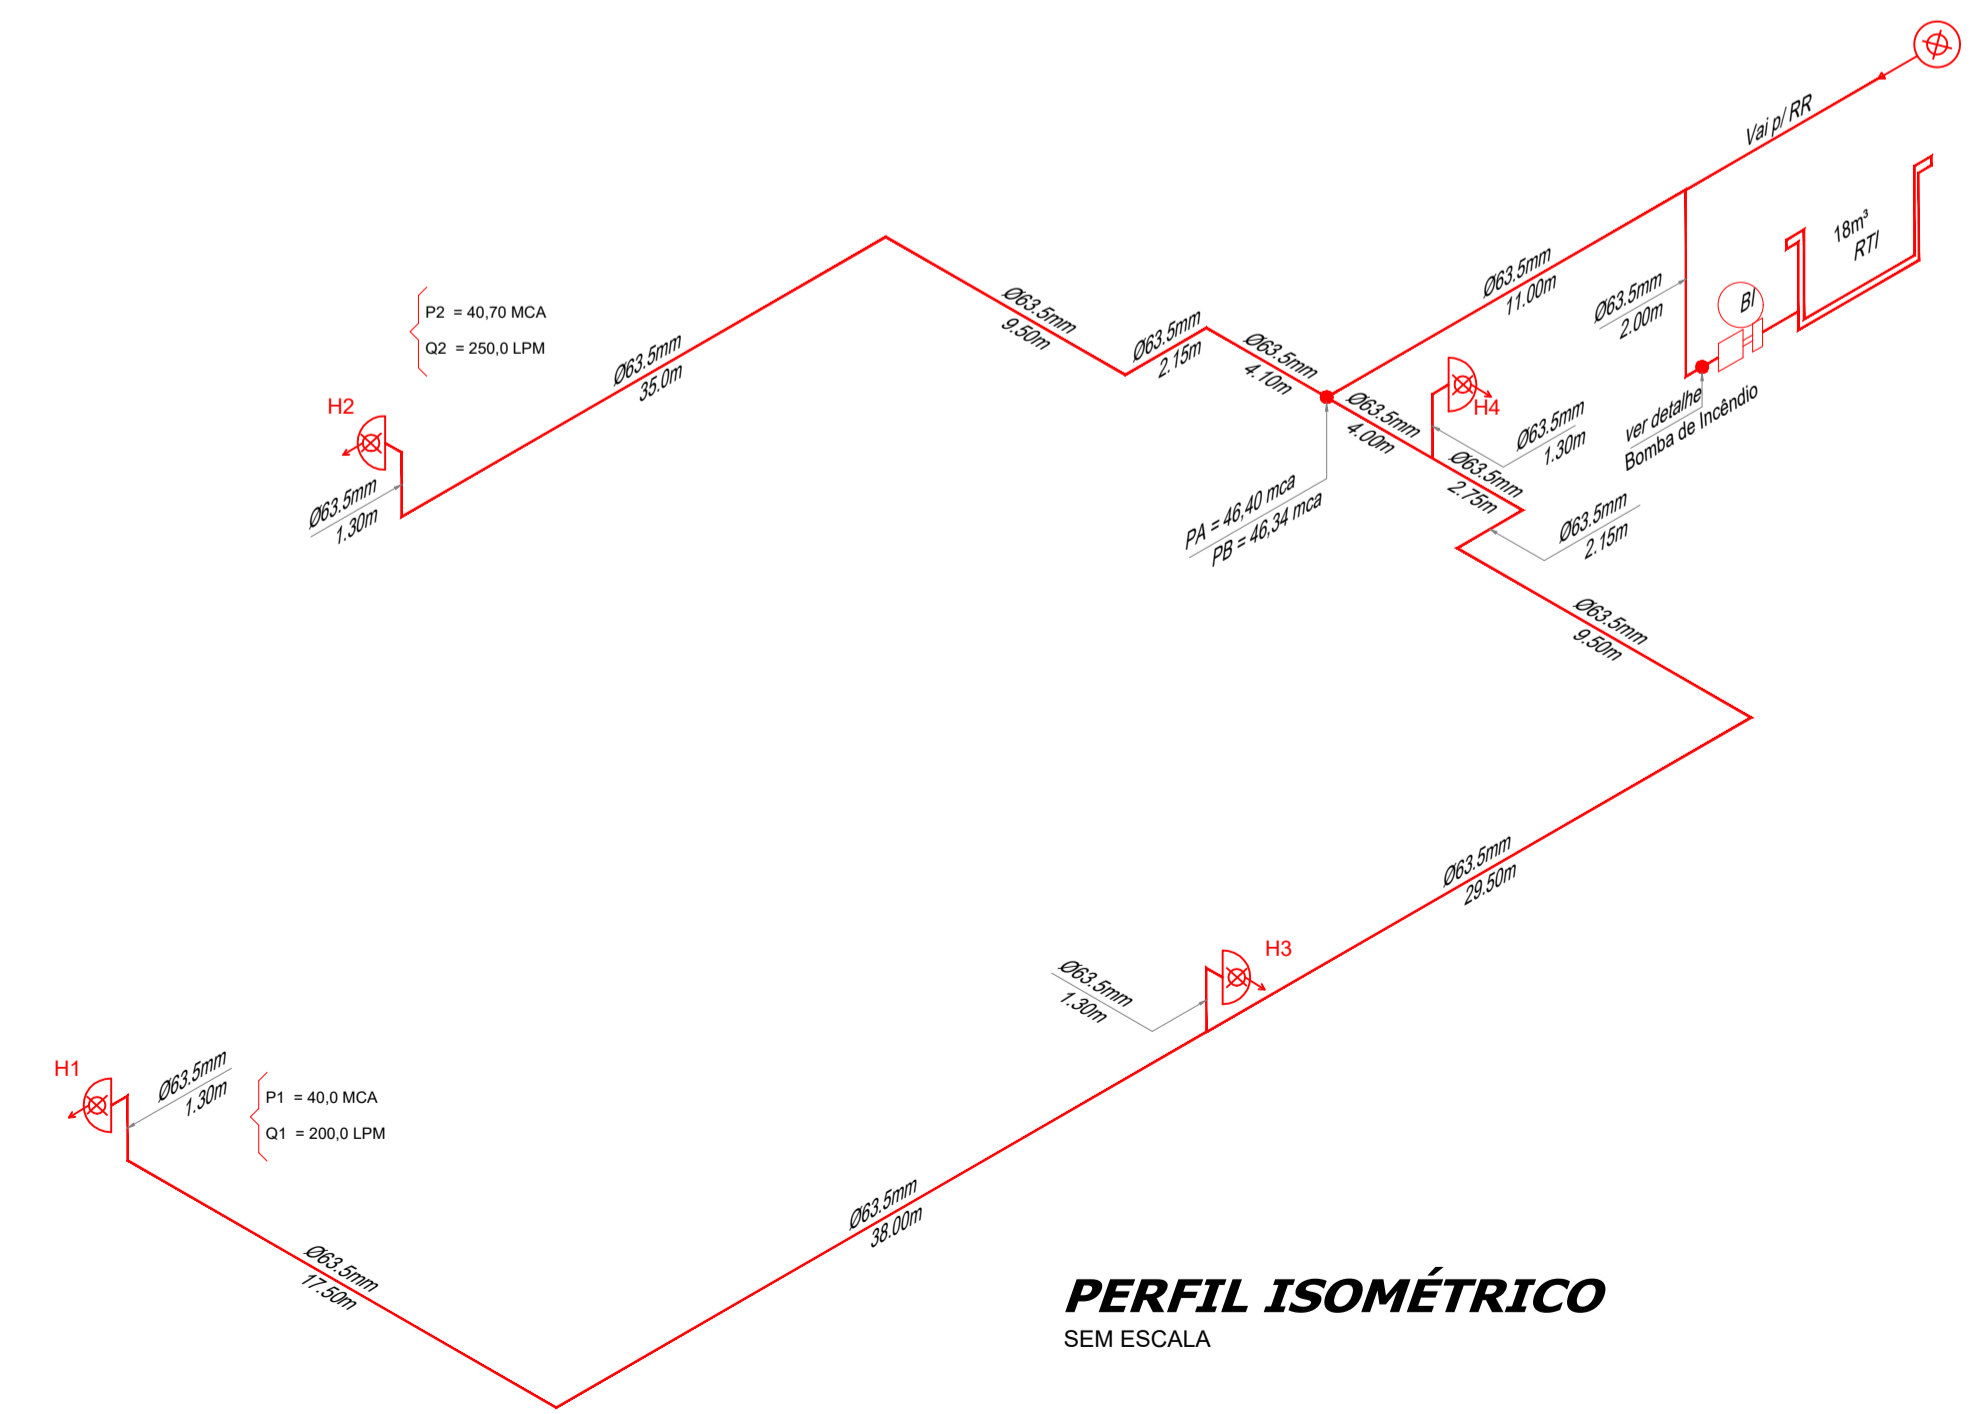 Vai p/ RR
18m³
RTI
BI
Ø63.5mm
11.00m
Ø63.5mm
2.00m
ver detalhe
Bomba de Incêndio
P2 = 40,70 MCA
Q2 = 250,0 LPM
H2
Ø63.5mm
1.30m
Ø63.5mm
35.0m
Ø63.5mm
9.50m
Ø63.5mm
2.15m
Ø63.5mm
4.10m
Ø63.5mm
4.00m
H4
Ø63.5mm
1.30m
Ø63.5mm
2.75m
PA = 46,40 mca
PB = 46,34 mca
Ø63.5mm
2.15m
Ø63.5mm
9.50m
Ø63.5mm
29.50m
H3
Ø63.5mm
1.30m
H1
Ø63.5mm
1.30m
P1 = 40,0 MCA
Q1 = 200,0 LPM
Ø63.5mm
38.00m
Ø63.5mm
17.50m
PERFIL ISOMÉTRICO
SEM ESCALA